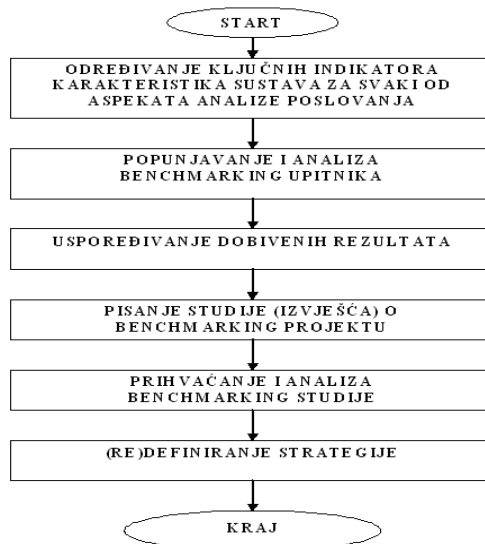 START
ODREĐIVANJE KLJUČNIH INDIKATORA
KARAKTERISTIKA SUSTAVA ZA SVAKI OD
ASPEKATA ANALIZE POSLOVANJA
POPUNJAVANJE I ANALIZA
BENCHMARKING UPITNIKA
USPOREĐIVANJE DOBIVENIH REZULTATA
PISANJE STUDIJE (IZVJEŠĆA) O
BENCHMARKING PROJEKTU
PRIHVAĆANJE I ANALIZA
BENCHMARKING STUDIJE
(RE)DEFINIRANJE STRATEGIJE
KRAJ